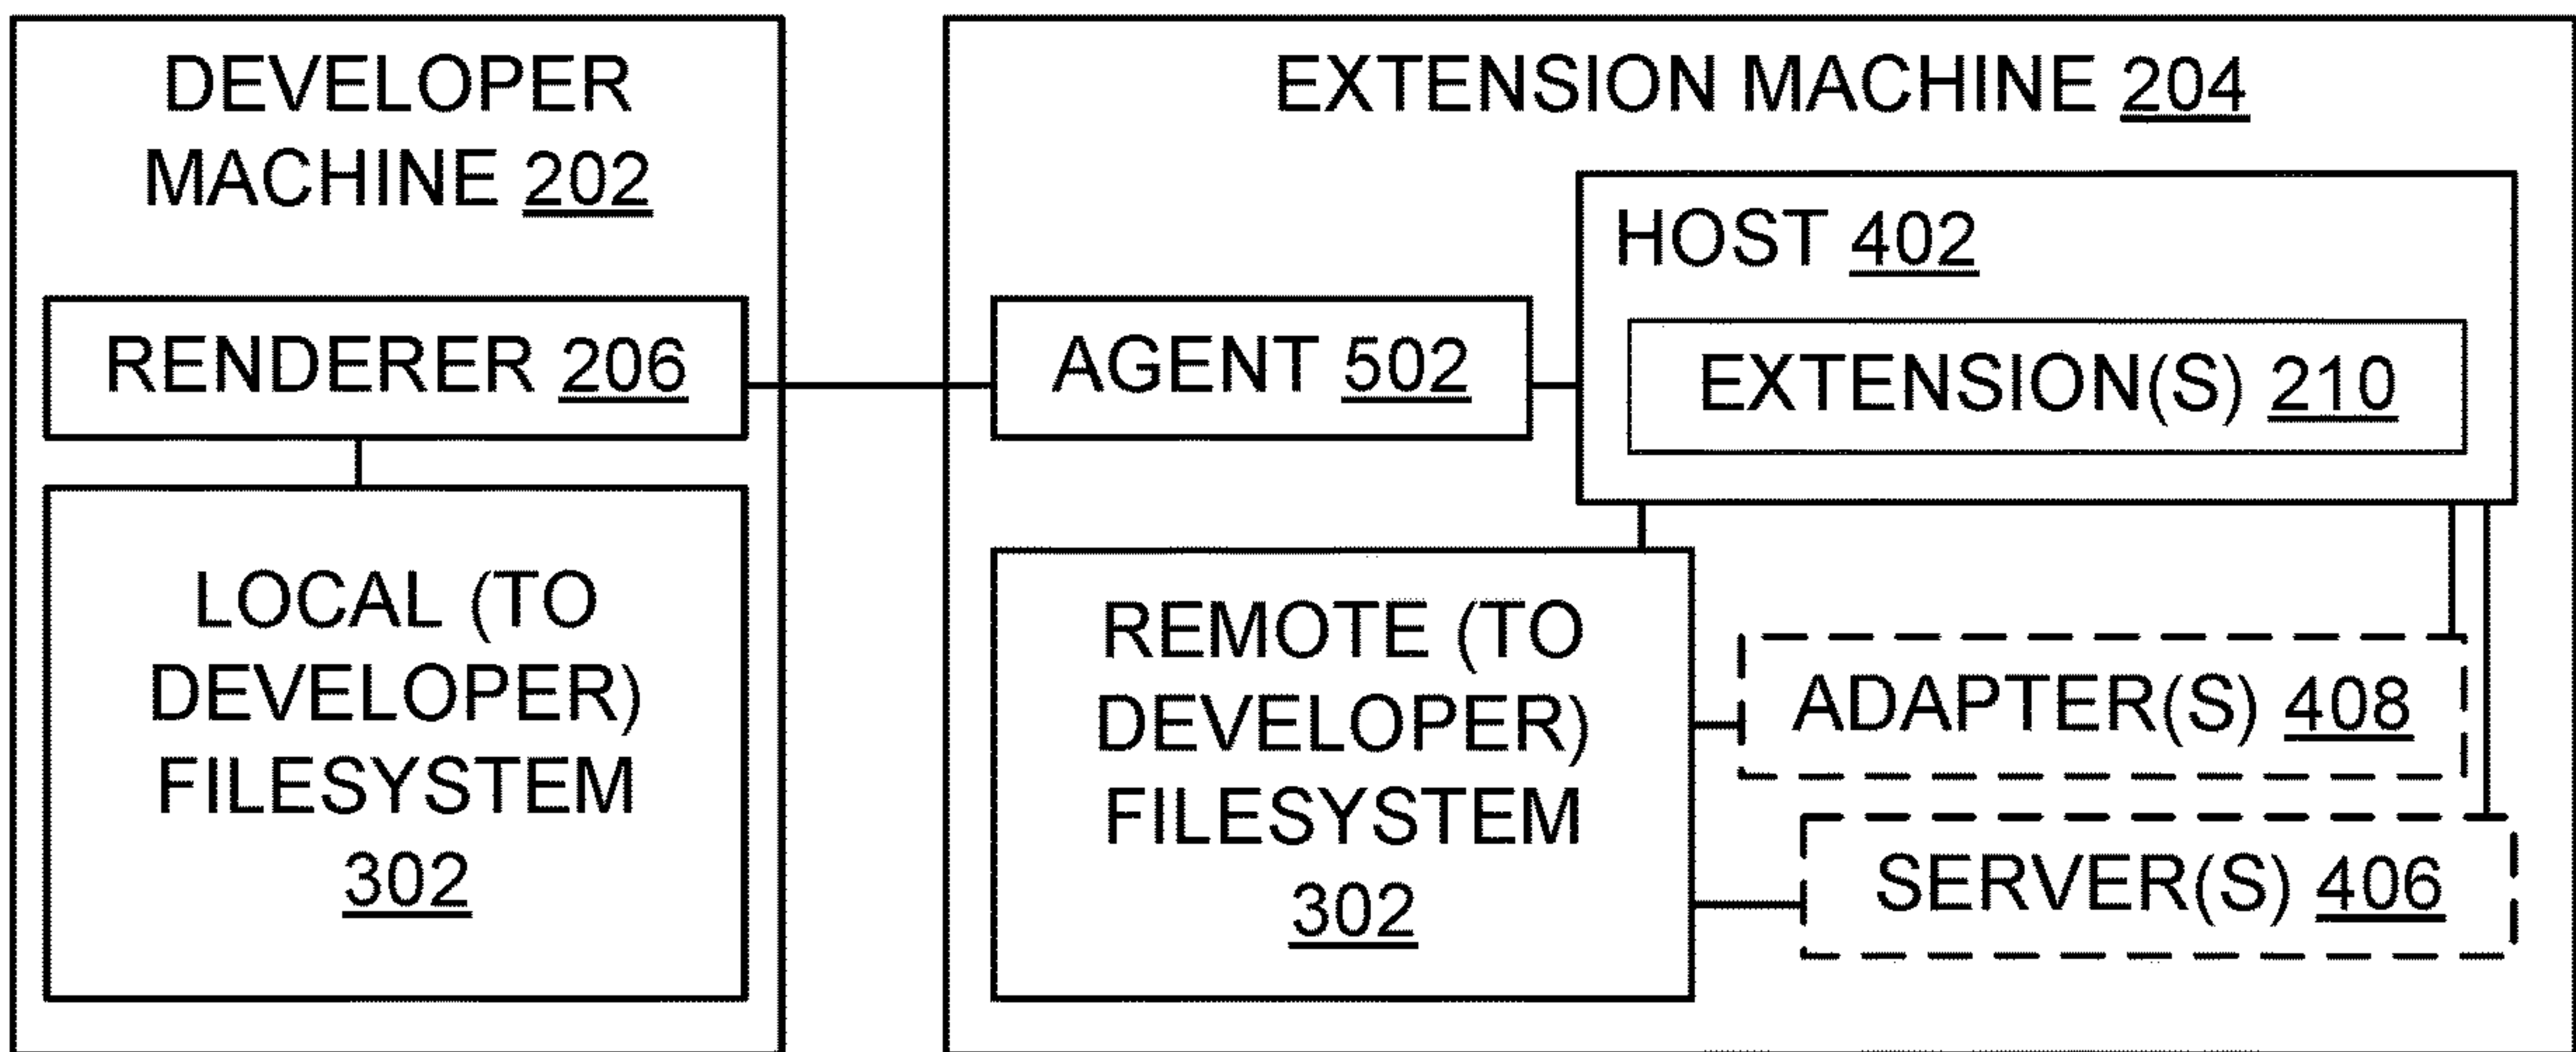 DEVELOPER
MACHINE 202
RENDERER 206
LOCAL (TO
DEVELOPER)
FILESYSTEM
302
EXTENSION MACHINE 204
AGENT 502
HOST 402
EXTENSION(S) 210
REMOTE (TO
DEVELOPER)
FILESYSTEM
302
ADAPTER(S) 408
SERVER(S) 406